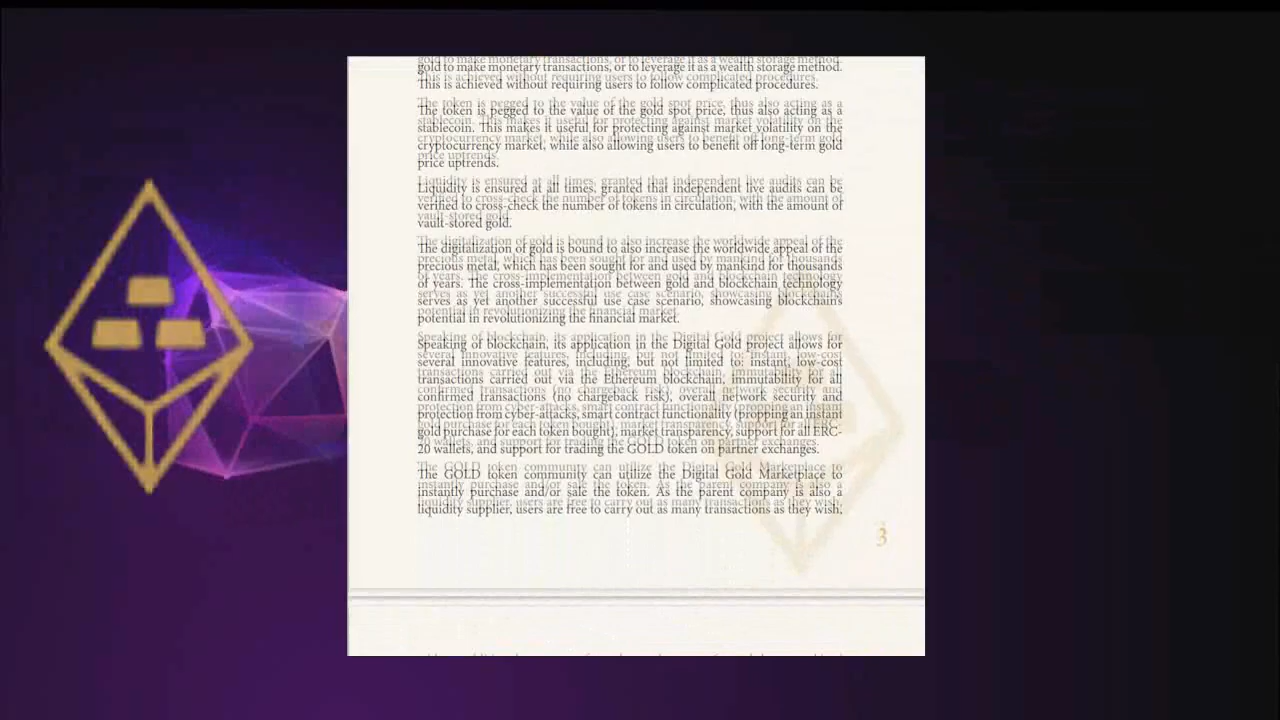 gold to make monetary transactions, or to leverage it as a wealth storage method.
This is achieved without requiring users to follow complicated procedures.
The token is pegged to the value of the gold spot price, thus also acting as a
stablecoin. This makes it useful for protecting against market volatility on the
cryptocurrency market, while also allowing users to benefit off long-term gold
price uptrends.
Liquidity is ensured at all times, granted that independent live audits can be
verified to cross-check the number of tokens in circulation, with the amount of
vault-stored gold.
The digitalization of gold is bound to also increase the worldwide appeal of the
precious metal, which has been sought for and used by mankind for thousands
of years. The cross-implementation between gold and blockchain technology
serves as yet another successful use case scenario, showcasing blockchains
potential in revolutionizing the financial market.
Speaking of blockchain, its application in the Digital Gold project allows for
several innovative features, including, but not limited to: instant, low-cost
transactions carried out via the Ethereum blockchain, immutability for all
confirmed transactions (no chargeback risk), overall network security and
protection from cyber-attacks, smart contract functionality (propping an instant
gold purchase for each token bought), market transparency, support for all ERC-
20 wallets, and support for trading the GOLD token on partner exchanges.
The GOLD token community can utilize the Digital Gold Marketplace to
instantly purchase and/or sale the token. As the parent company is also a
liquidity supplier, users are free to carry out as many transactions as they wish,
3